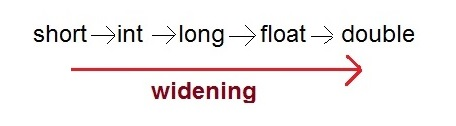 short→int →long→float→ double
widening